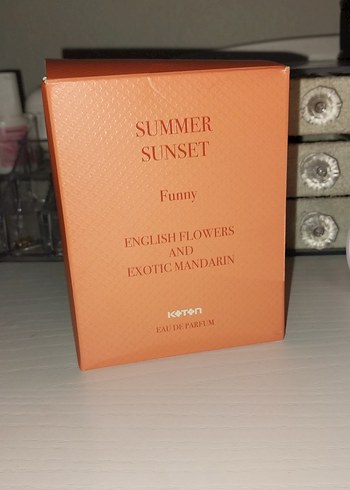 SUMMER
SUNSET
Funny
ENGLISH FLOWERS
AND
EXOTIC MANDARIN
KOTON
EAU DE PARFUM